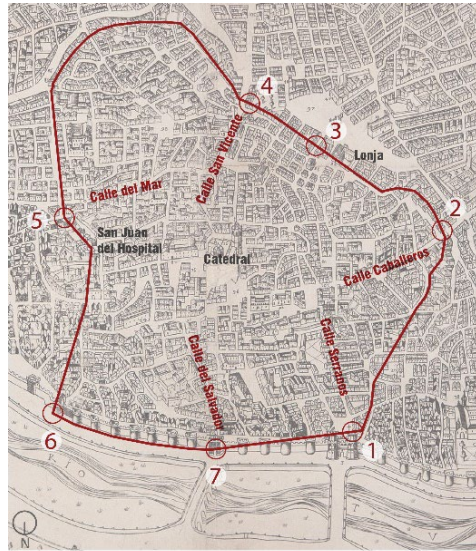 4
3
Lonja
Calle San Vicente
Calle del Mar
2
5
San Juan
del Hospital
Catedral
Calle Caballeros
Calle del Salvador
Calle Serranos
6
7
1
R I O
T V
N